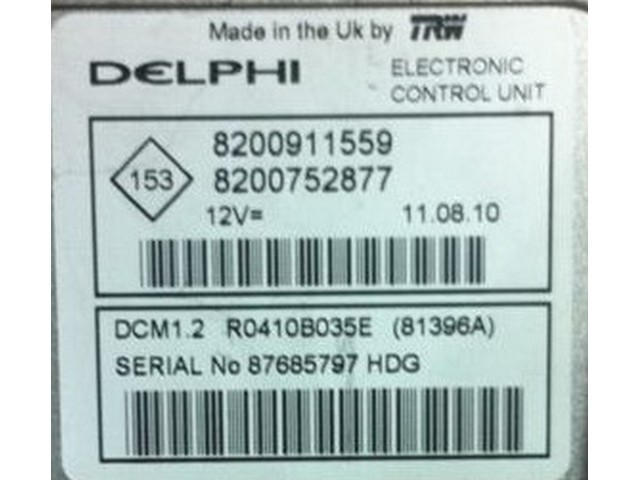 Made in the Uk by TRW
DELPHI
ELECTRONIC
CONTROL UNIT
153
8200911559
8200752877
12V=
11.08.10
DCM1.2 R0410B035E (81396A)
SERIAL No 87685797 HDG